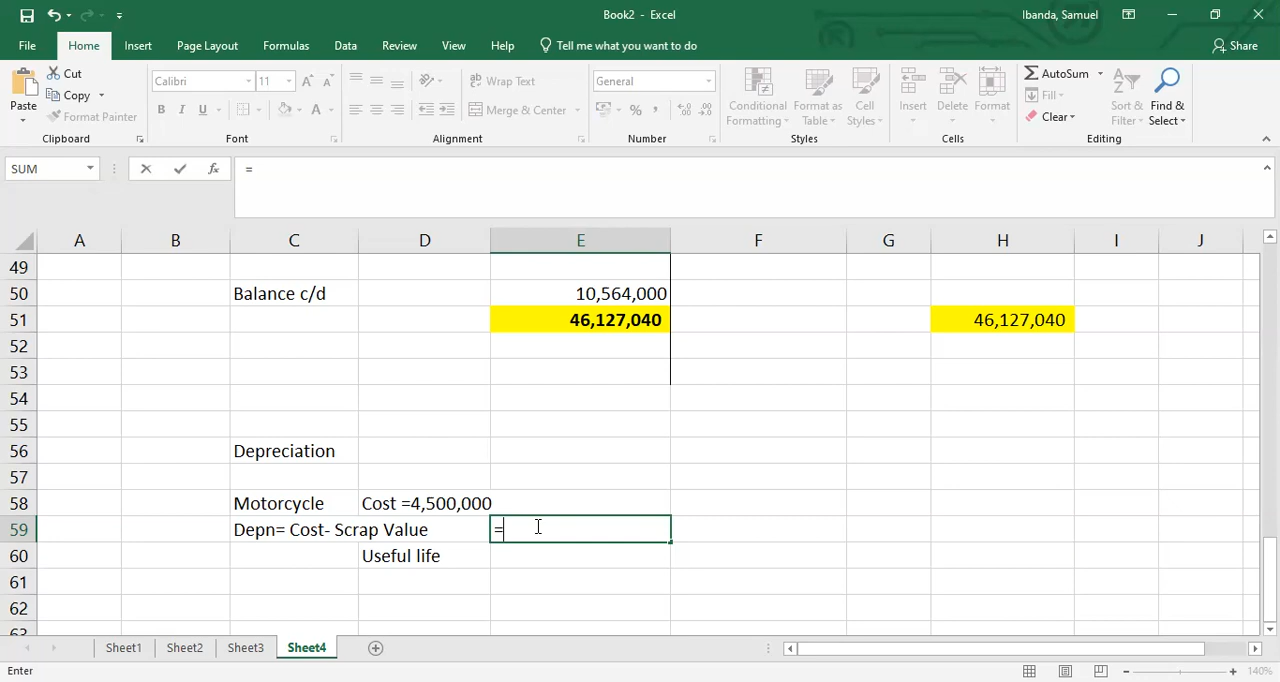 Book2 - Excel
Ibanda, Samuel
File Home Insert Page Layout Formulas Data Review View Help Tell me what you want to do Share
Paste
Cut
Copy
Format Painter
Clipboard
Calibri 11
B I U A
Font
Wrap Text
Merge & Center
Alignment
General
% ,
Number
Conditional Formatting
Format as Table
Cell Styles
Styles
Insert
Delete
Format
Cells
AutoSum
Fill
Clear
Sort & Filter
Find & Select
Editing
SUM fx =
A B C D E F G H I J
49
50 Balance c/d 10,564,000
51 46,127,040 46,127,040
52
53
54
55
56 Depreciation
57
58 Motorcycle Cost =4,500,000
59 Depn= Cost- Scrap Value =
60 Useful life
61
62
63
Sheet1 Sheet2 Sheet3 Sheet4
Enter 140%